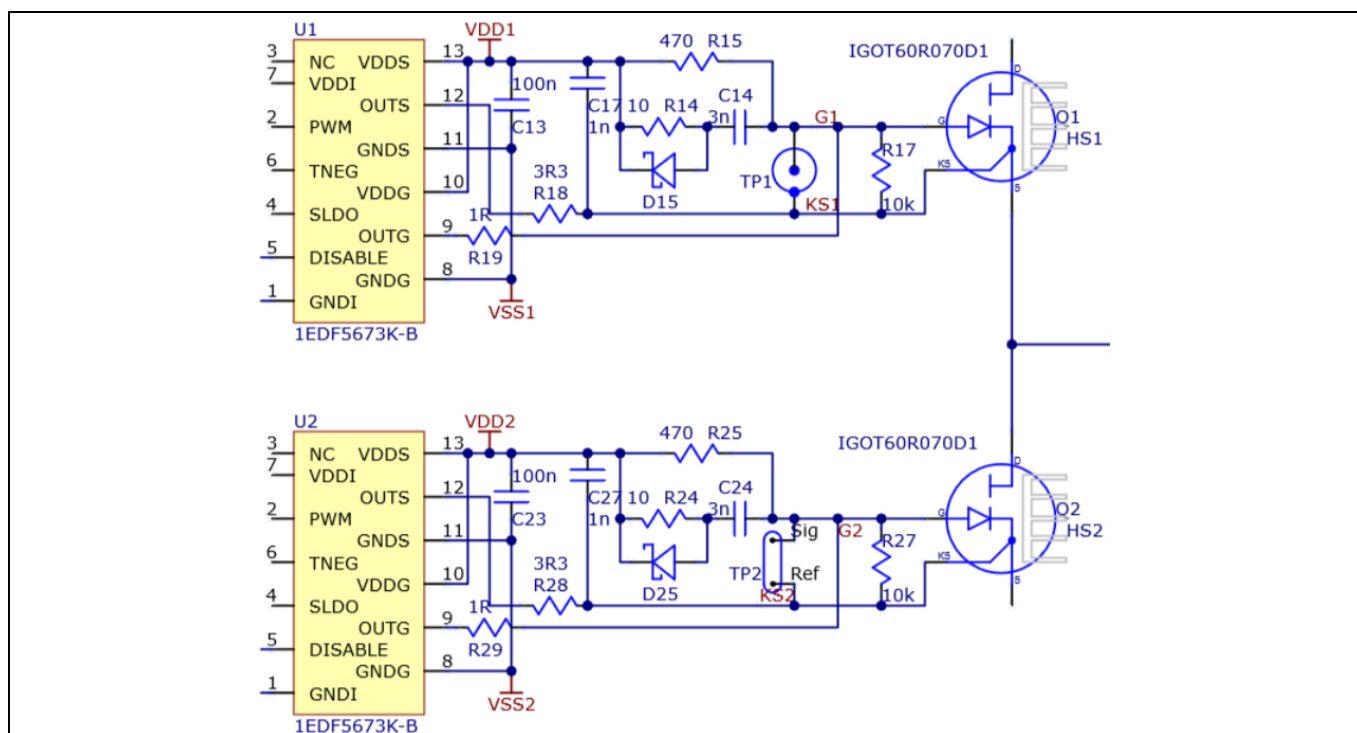 U1
VDD1
3 NC VDDS 13
7 VDDI
OUTS 12
2 PWM
GNDS 11
6 TNEG
VDDG 10
4 SLDO
OUTG 9
5 DISABLE
GNDG 8
1 GNDI
1EDF5673K-B
100n
C13
C17
1n
470 R15
10 R14
C14
3n
D15
3R3
R18
1R
R19
VSS1
G1
TP1
KS1
R17
10k
IGOT60R070D1
D
G
KS
S
Q1
HS1
U2
VDD2
3 NC VDDS 13
7 VDDI
OUTS 12
2 PWM
GNDS 11
6 TNEG
VDDG 10
4 SLDO
OUTG 9
5 DISABLE
GNDG 8
1 GNDI
1EDF5673K-B
100n
C23
C27
1n
470 R25
10 R24
C24
3n
D25
3R3
R28
1R
R29
VSS2
Sig
G2
TP2
Ref
KS2
R27
10k
IGOT60R070D1
D
G
KS
S
Q2
HS2